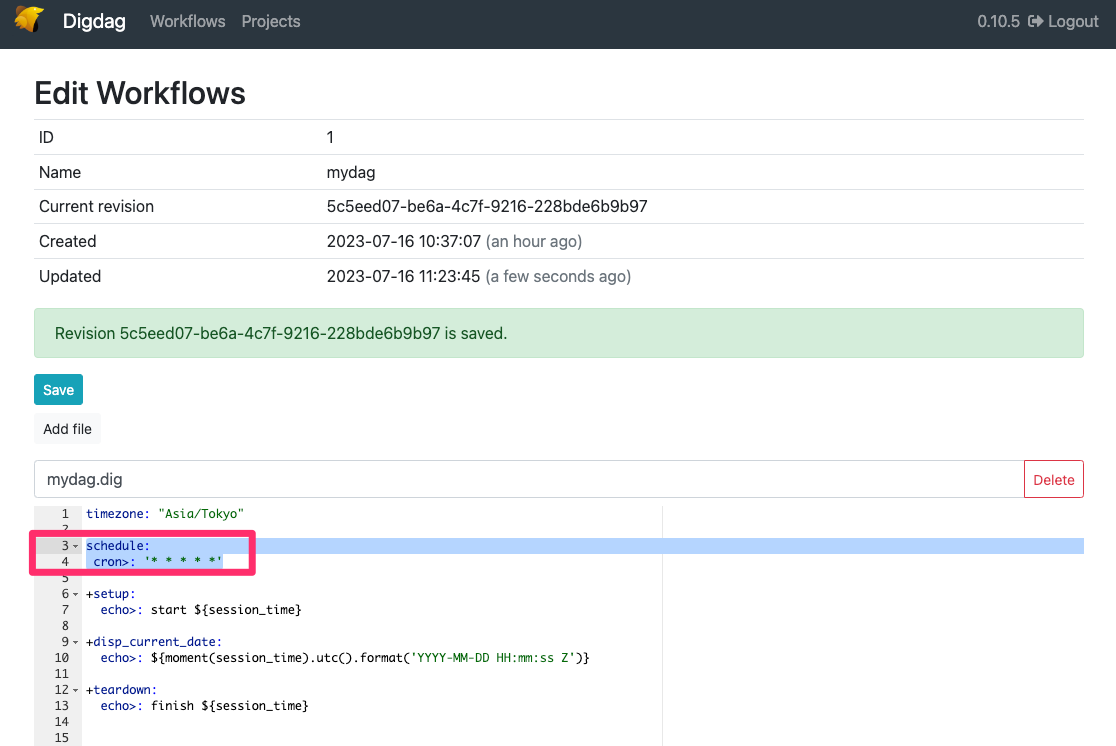 Digdag Workflows Projects 0.10.5 Logout
Edit Workflows
ID 1
Name mydag
Current revision 5c5eed07-be6a-4c7f-9216-228bde6b9b97
Created 2023-07-16 10:37:07 (an hour ago)
Updated 2023-07-16 11:23:45 (a few seconds ago)
Revision 5c5eed07-be6a-4c7f-9216-228bde6b9b97 is saved.
Save
Add file
mydag.dig Delete
1 timezone: "Asia/Tokyo"
2
3 schedule:
4  cron>: '* * * * *'
5
6 +setup:
7   echo>: start ${session_time}
8
9 +disp_current_date:
10   echo>: ${moment(session_time).utc().format('YYYY-MM-DD HH:mm:ss Z')}
11
12 +teardown:
13   echo>: finish ${session_time}
14
15